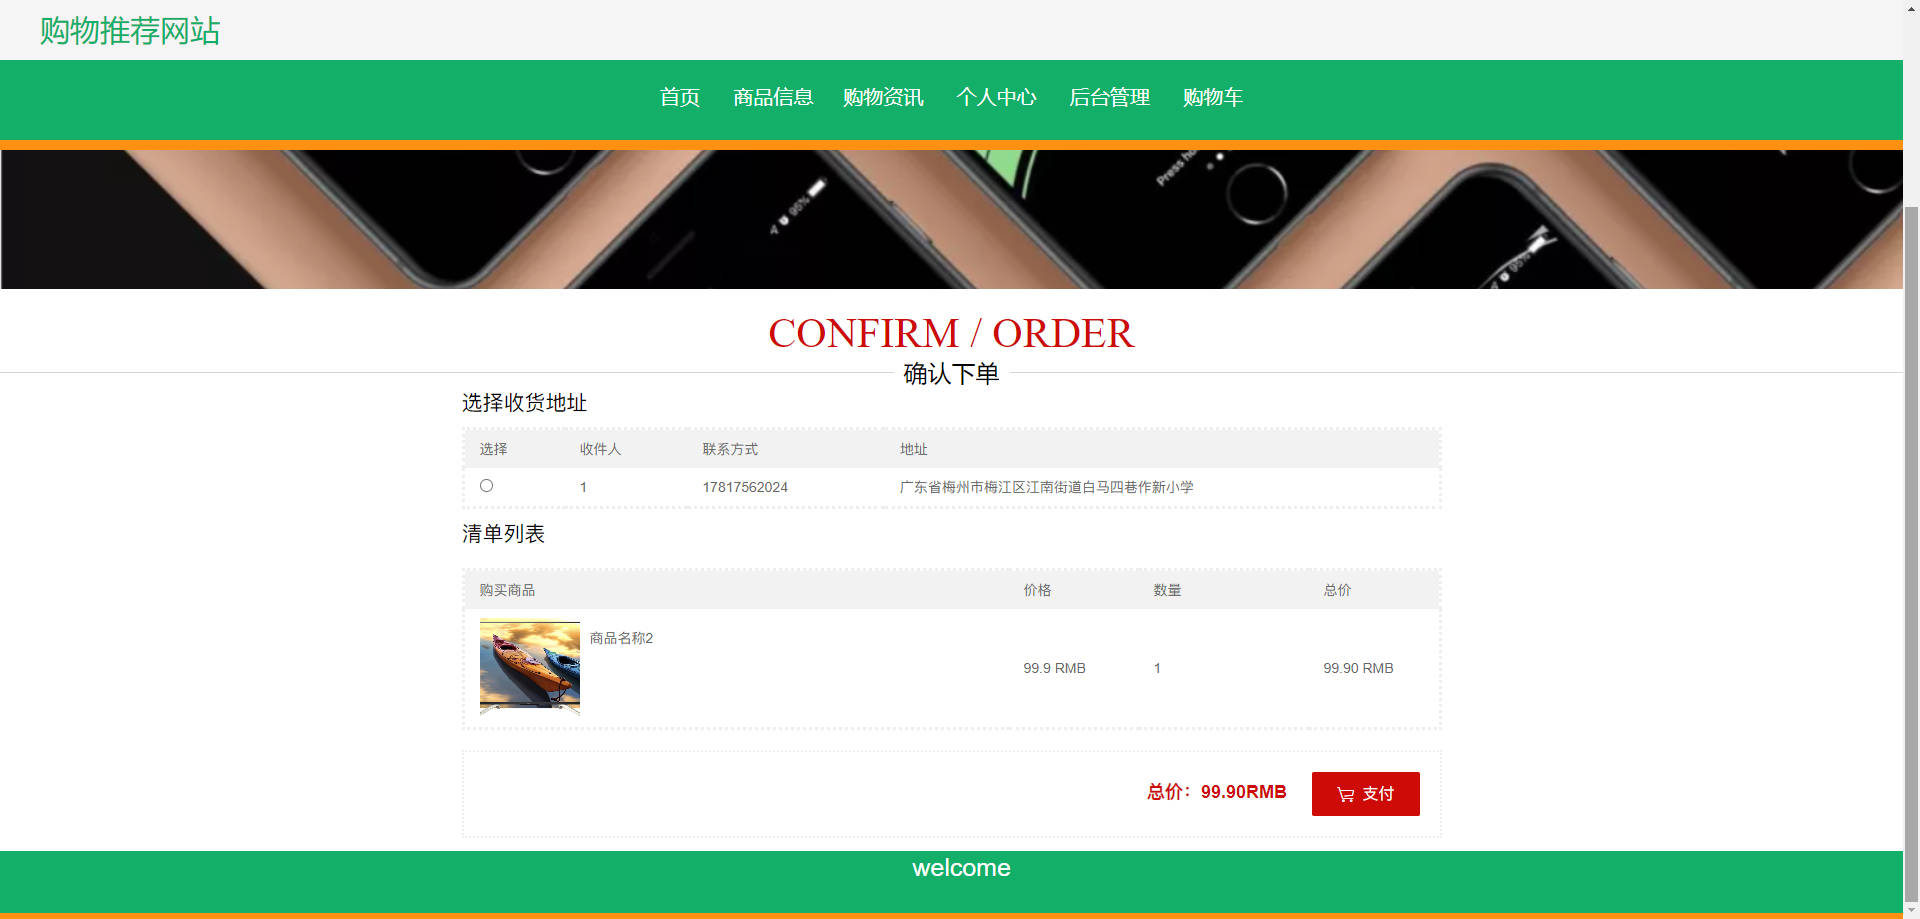 购物推荐网站
首页 商品信息 购物资讯 个人中心 后台管理 购物车
Press ho
95%
95%
CONFIRM / ORDER
确认下单
选择收货地址
选择 收件人 联系方式 地址
1 17817562024 广东省梅州市梅江区江南街道白马四巷作新小学
清单列表
购买商品 价格 数量 总价
商品名称2
99.9 RMB 1 99.90 RMB
总价：99.90RMB 支付
welcome